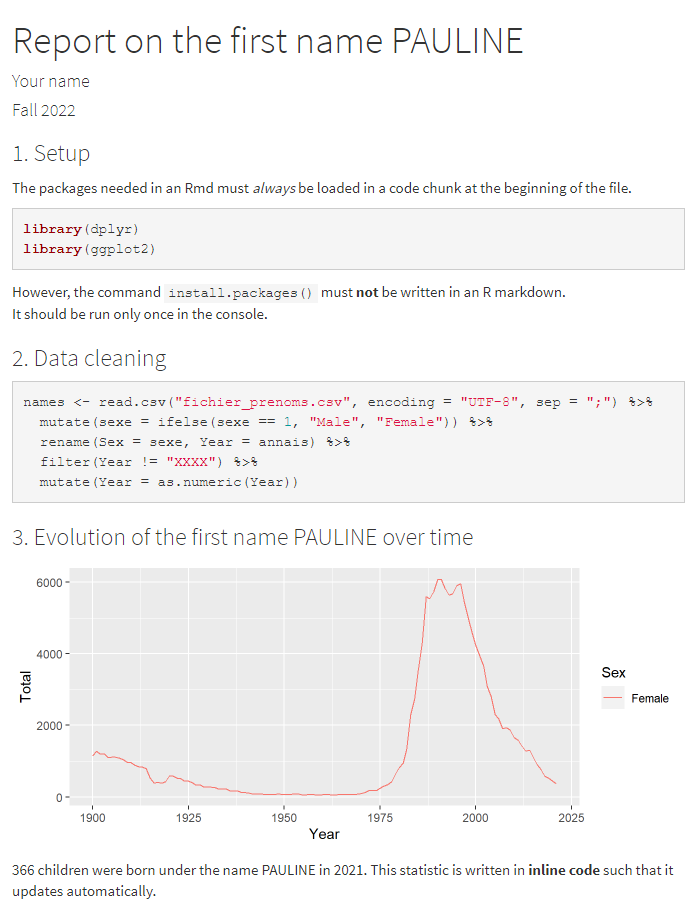 Report on the first name PAULINE
Your name
Fall 2022
1. Setup
The packages needed in an Rmd must always be loaded in a code chunk at the beginning of the file.
library(dplyr)
library(ggplot2)
However, the command install.packages() must not be written in an R markdown.
It should be run only once in the console.
2. Data cleaning
names <- read.csv("fichier_prenoms.csv", encoding = "UTF-8", sep = ";") %>%
  mutate(sexe = ifelse(sexe == 1, "Male", "Female")) %>%
  rename(Sex = sexe, Year = annais) %>%
  filter(Year != "XXXX") %>%
  mutate(Year = as.numeric(Year))
3. Evolution of the first name PAULINE over time
6000
4000
2000
0
Total
1900 1925 1950 1975 2000 2025
Year
Sex
Female
366 children were born under the name PAULINE in 2021. This statistic is written in inline code such that it
updates automatically.